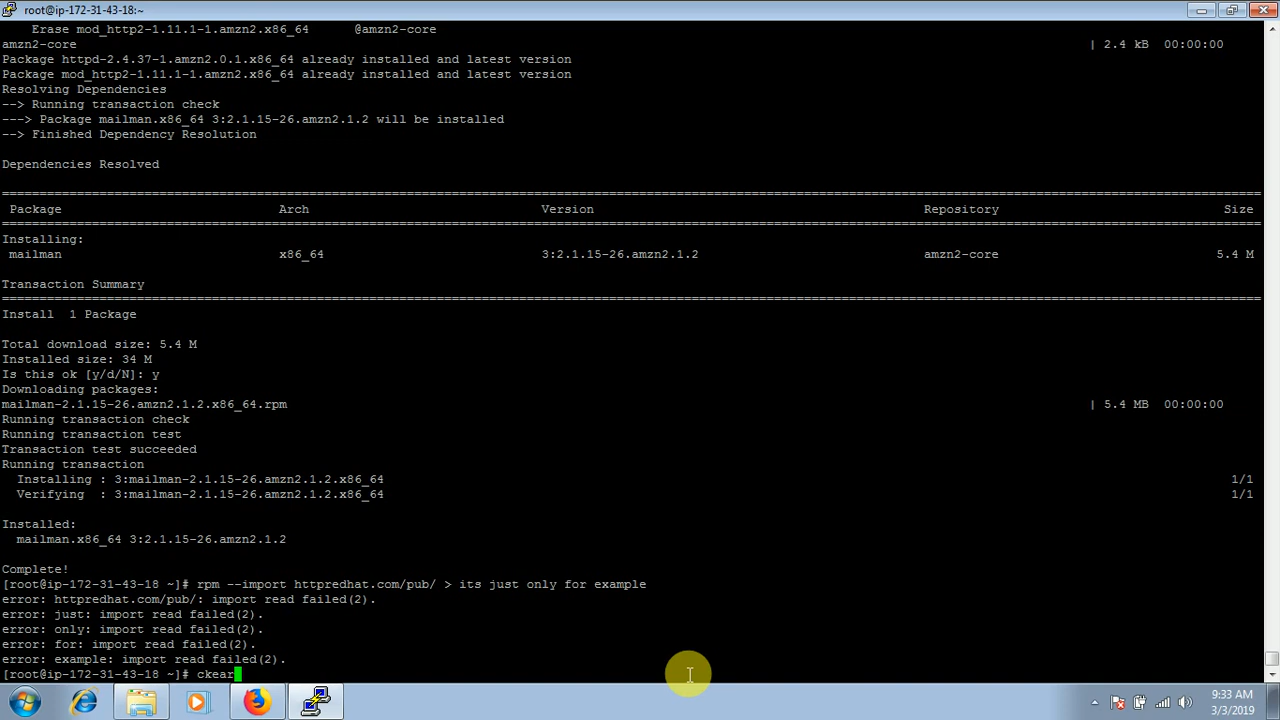 root@ip-172-31-43-18:~
Erase mod_http2-1.11.1-1.amzn2.x86_64 @amzn2-core
amzn2-core | 2.4 kB 00:00:00
Package httpd-2.4.37-1.amzn2.0.1.x86_64 already installed and latest version
Package mod_http2-1.11.1-1.amzn2.x86_64 already installed and latest version
Resolving Dependencies
--> Running transaction check
---> Package mailman.x86_64 3:2.1.15-26.amzn2.1.2 will be installed
--> Finished Dependency Resolution
Dependencies Resolved
Package Arch Version Repository Size
Installing:
mailman x86_64 3:2.1.15-26.amzn2.1.2 amzn2-core 5.4 M
Transaction Summary
Install 1 Package
Total download size: 5.4 M
Installed size: 34 M
Is this ok [y/d/N]: y
Downloading packages:
mailman-2.1.15-26.amzn2.1.2.x86_64.rpm | 5.4 MB 00:00:00
Running transaction check
Running transaction test
Transaction test succeeded
Running transaction
Installing : 3:mailman-2.1.15-26.amzn2.1.2.x86_64 1/1
Verifying : 3:mailman-2.1.15-26.amzn2.1.2.x86_64 1/1
Installed:
mailman.x86_64 3:2.1.15-26.amzn2.1.2
Complete!
[root@ip-172-31-43-18 ~]# rpm --import httpredhat.com/pub/ > its just only for example
error: httpredhat.com/pub/: import read failed(2).
error: just: import read failed(2).
error: only: import read failed(2).
error: for: import read failed(2).
error: example: import read failed(2).
[root@ip-172-31-43-18 ~]# ckear
9:33 AM
3/3/2019